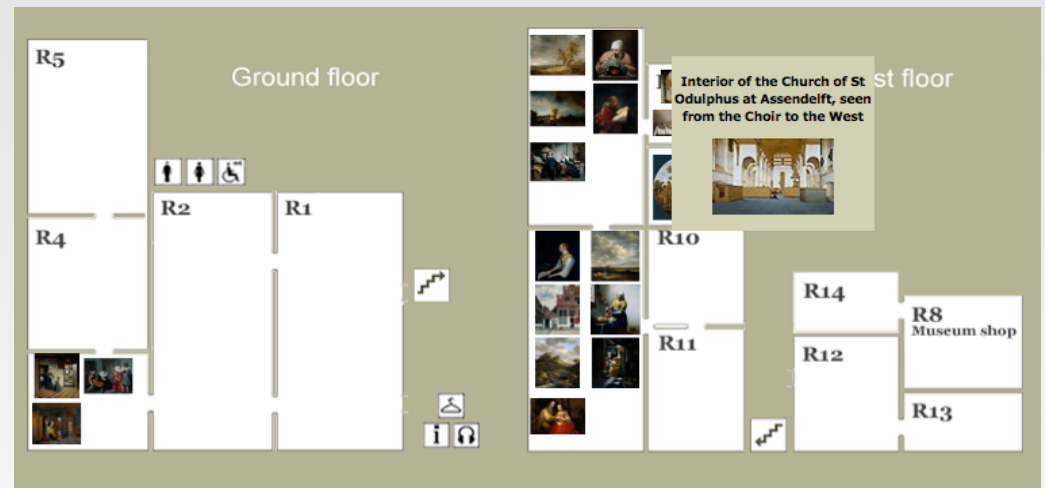 R5
Ground floor
R2
R1
R4
Interior of the Church of St
Odulphus at Assendelft, seen
from the Choir to the West
st floor
R10
R11
R14
R12
R8
Museum shop
R13
i